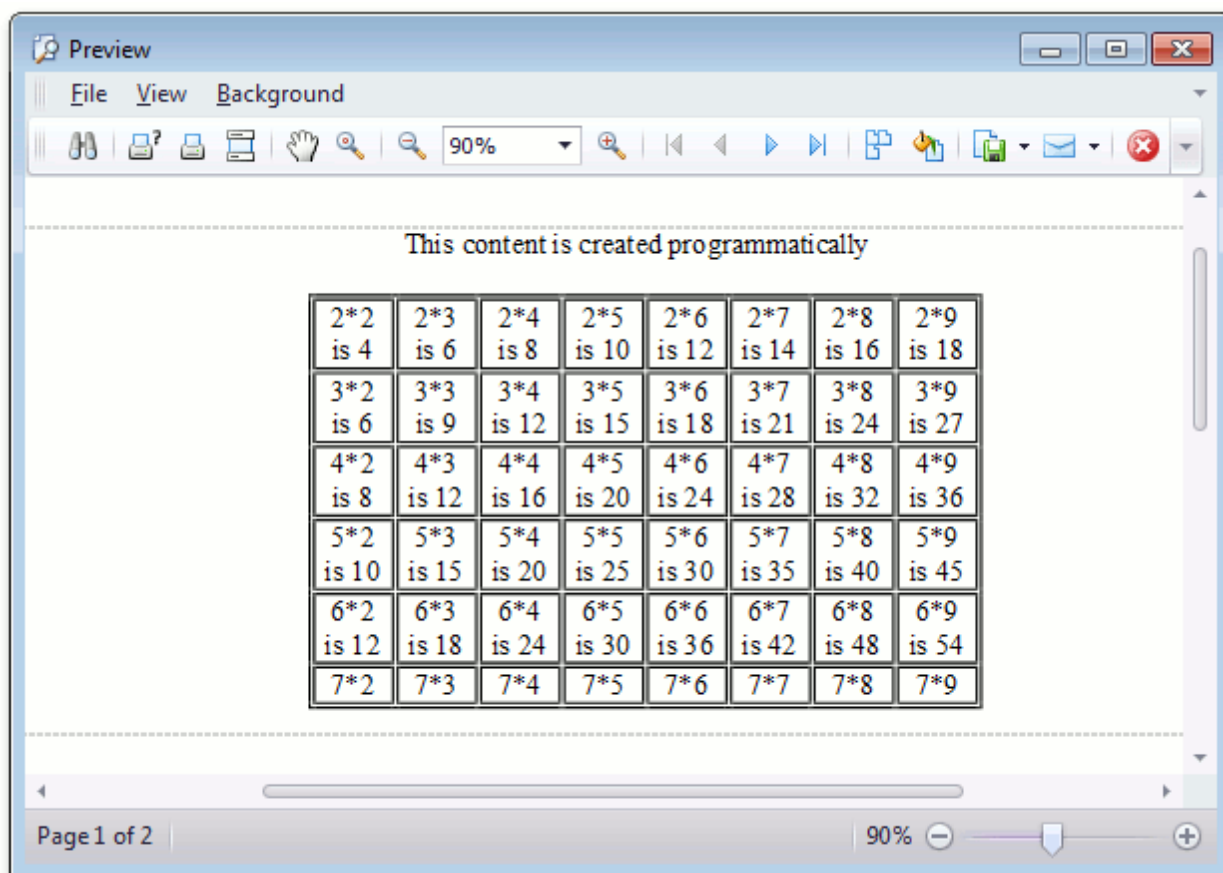 Preview
File View Background
90%
This content is created programmatically
2*2 2*3 2*4 2*5 2*6 2*7 2*8 2*9
is 4 is 6 is 8 is 10 is 12 is 14 is 16 is 18
3*2 3*3 3*4 3*5 3*6 3*7 3*8 3*9
is 6 is 9 is 12 is 15 is 18 is 21 is 24 is 27
4*2 4*3 4*4 4*5 4*6 4*7 4*8 4*9
is 8 is 12 is 16 is 20 is 24 is 28 is 32 is 36
5*2 5*3 5*4 5*5 5*6 5*7 5*8 5*9
is 10 is 15 is 20 is 25 is 30 is 35 is 40 is 45
6*2 6*3 6*4 6*5 6*6 6*7 6*8 6*9
is 12 is 18 is 24 is 30 is 36 is 42 is 48 is 54
7*2 7*3 7*4 7*5 7*6 7*7 7*8 7*9
Page 1 of 2 90%